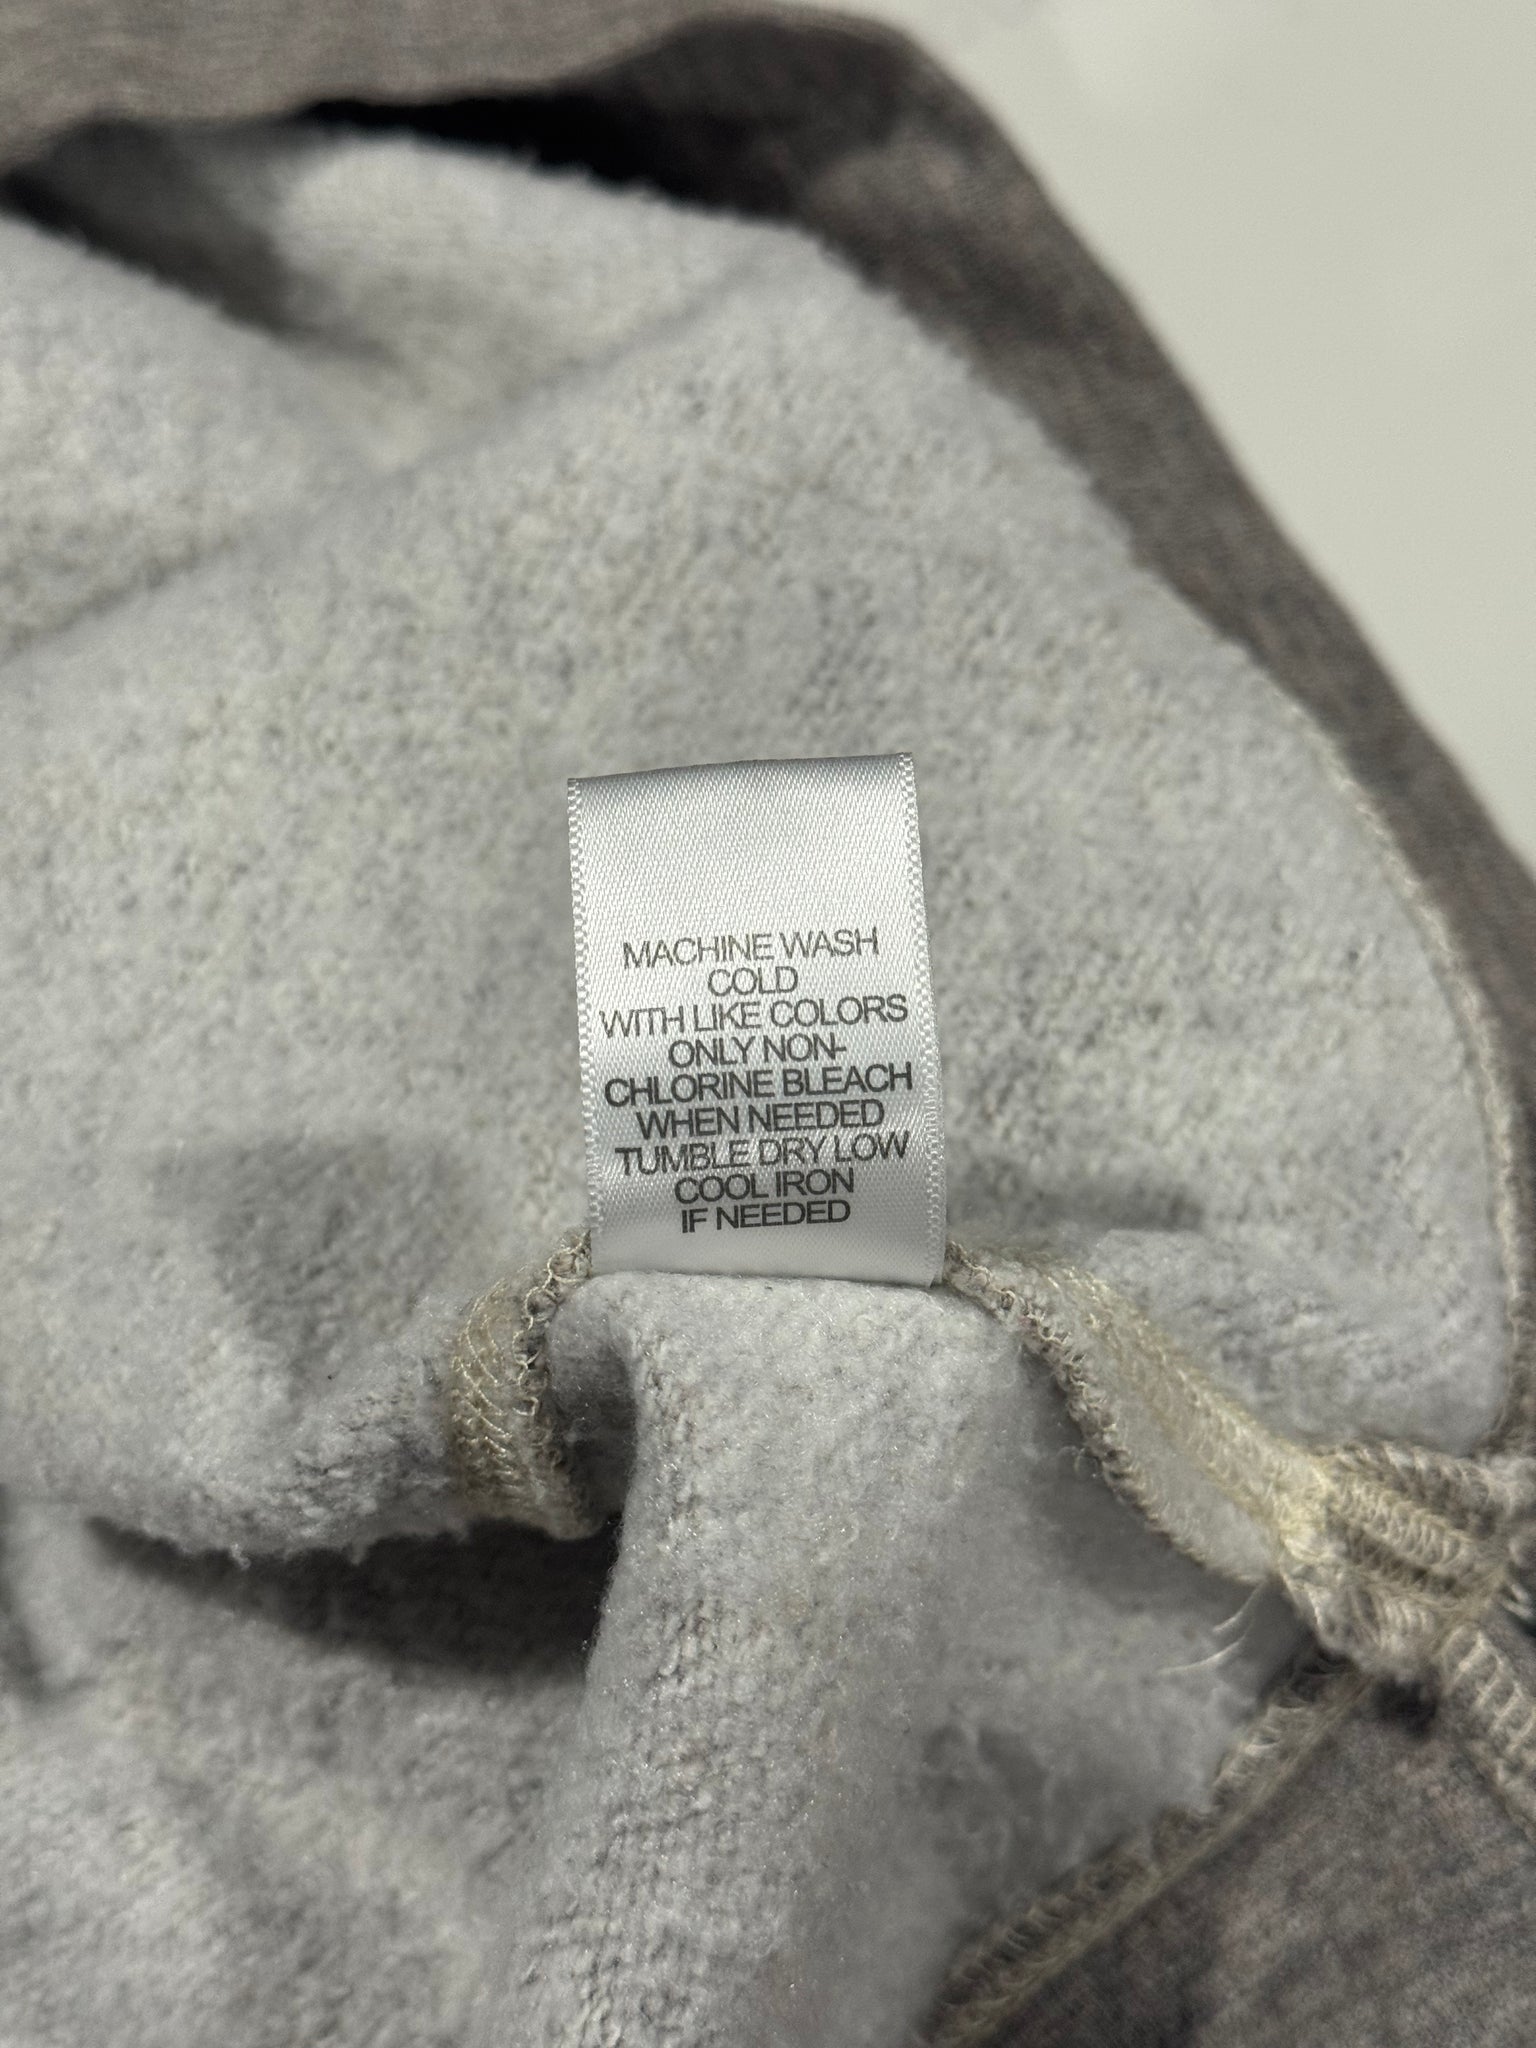 MACHINE WASH
COLD
WITH LIKE COLORS
ONLY NON-
CHLORINE BLEACH
WHEN NEEDED
TUMBLE DRY LOW
COOL IRON
IF NEEDED